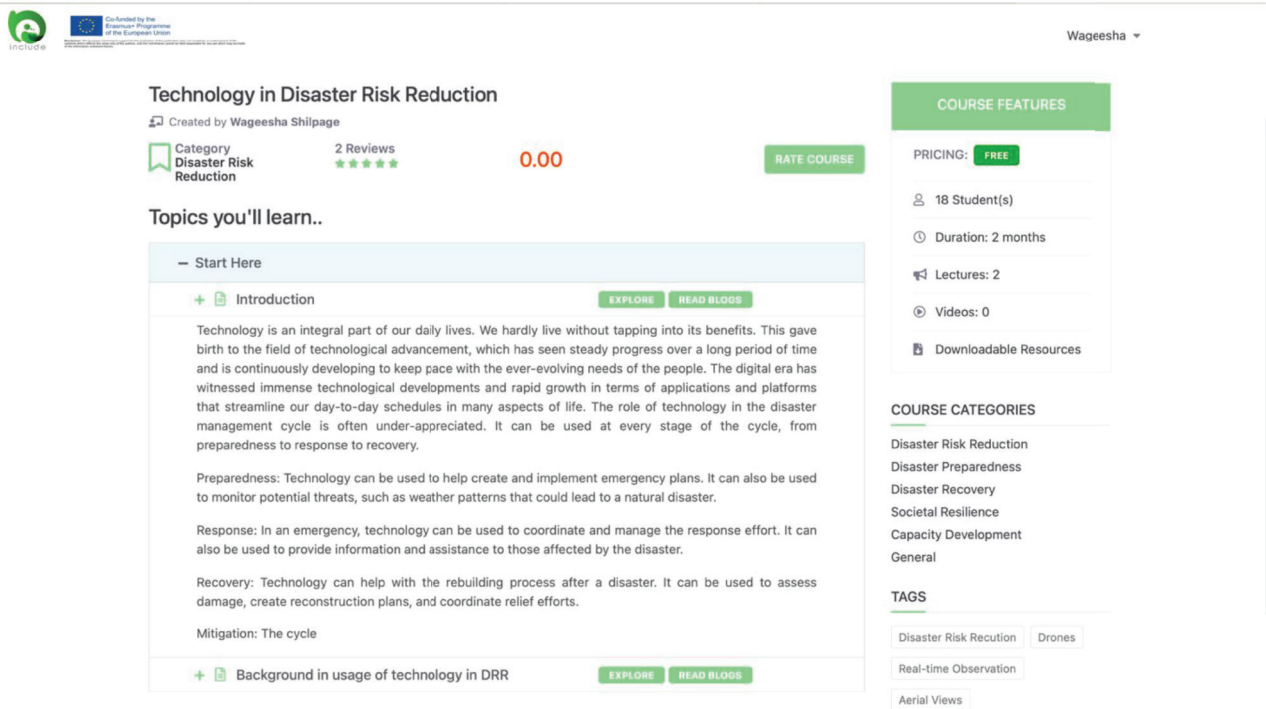 include
Co-funded by the
Erasmus+ Programme
of the European Union
Wageesha
Technology in Disaster Risk Reduction
Created by Wageesha Shilpage
Category
Disaster Risk
Reduction
2 Reviews
0.00
RATE COURSE
Topics you'll learn..
Start Here
Introduction
EXPLORE
READ BLOGS
Technology is an integral part of our daily lives. We hardly live without tapping into its benefits. This gave
birth to the field of technological advancement, which has seen steady progress over a long period of time
and is continuously developing to keep pace with the ever-evolving needs of the people. The digital era has
witnessed immense technological developments and rapid growth in terms of applications and platforms
that streamline our day-to-day schedules in many aspects of life. The role of technology in the disaster
management cycle is often under-appreciated. It can be used at every stage of the cycle, from
preparedness to response to recovery.
Preparedness: Technology can be used to help create and implement emergency plans. It can also be used
to monitor potential threats, such as weather patterns that could lead to a natural disaster.
Response: In an emergency, technology can be used to coordinate and manage the response effort. It can
also be used to provide information and assistance to those affected by the disaster.
Recovery: Technology can help with the rebuilding process after a disaster. It can be used to assess
damage, create reconstruction plans, and coordinate relief efforts.
Mitigation: The cycle
Background in usage of technology in DRR
EXPLORE
READ BLOGS
COURSE FEATURES
PRICING: FREE
18 Student(s)
Duration: 2 months
Lectures: 2
Videos: 0
Downloadable Resources
COURSE CATEGORIES
Disaster Risk Reduction
Disaster Preparedness
Disaster Recovery
Societal Resilience
Capacity Development
General
TAGS
Disaster Risk Recution
Drones
Real-time Observation
Aerial Views